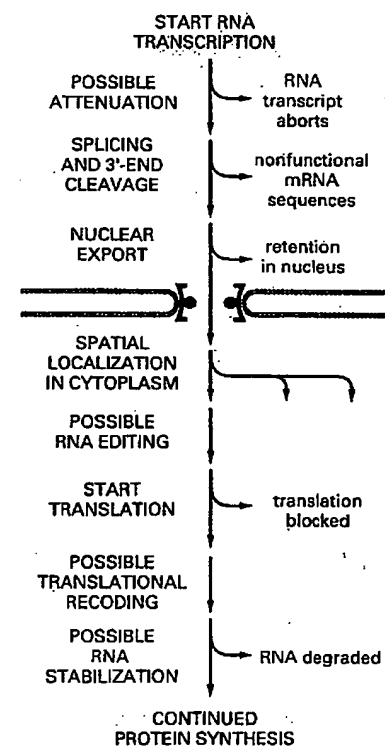 START RNA
TRANSCRIPTION
POSSIBLE
ATTENUATION
RNA
transcript
aborts
SPLICING
AND 3'-END
CLEAVAGE
nonfunctional
mRNA
sequences
NUCLEAR
EXPORT
retention
in nucleus
SPATIAL
LOCALIZATION
IN CYTOPLASM
POSSIBLE
RNA EDITING
START
TRANSLATION
translation
blocked
POSSIBLE
TRANSLATIONAL
RECODING
POSSIBLE
RNA
STABILIZATION
RNA degraded
CONTINUED
PROTEIN SYNTHESIS